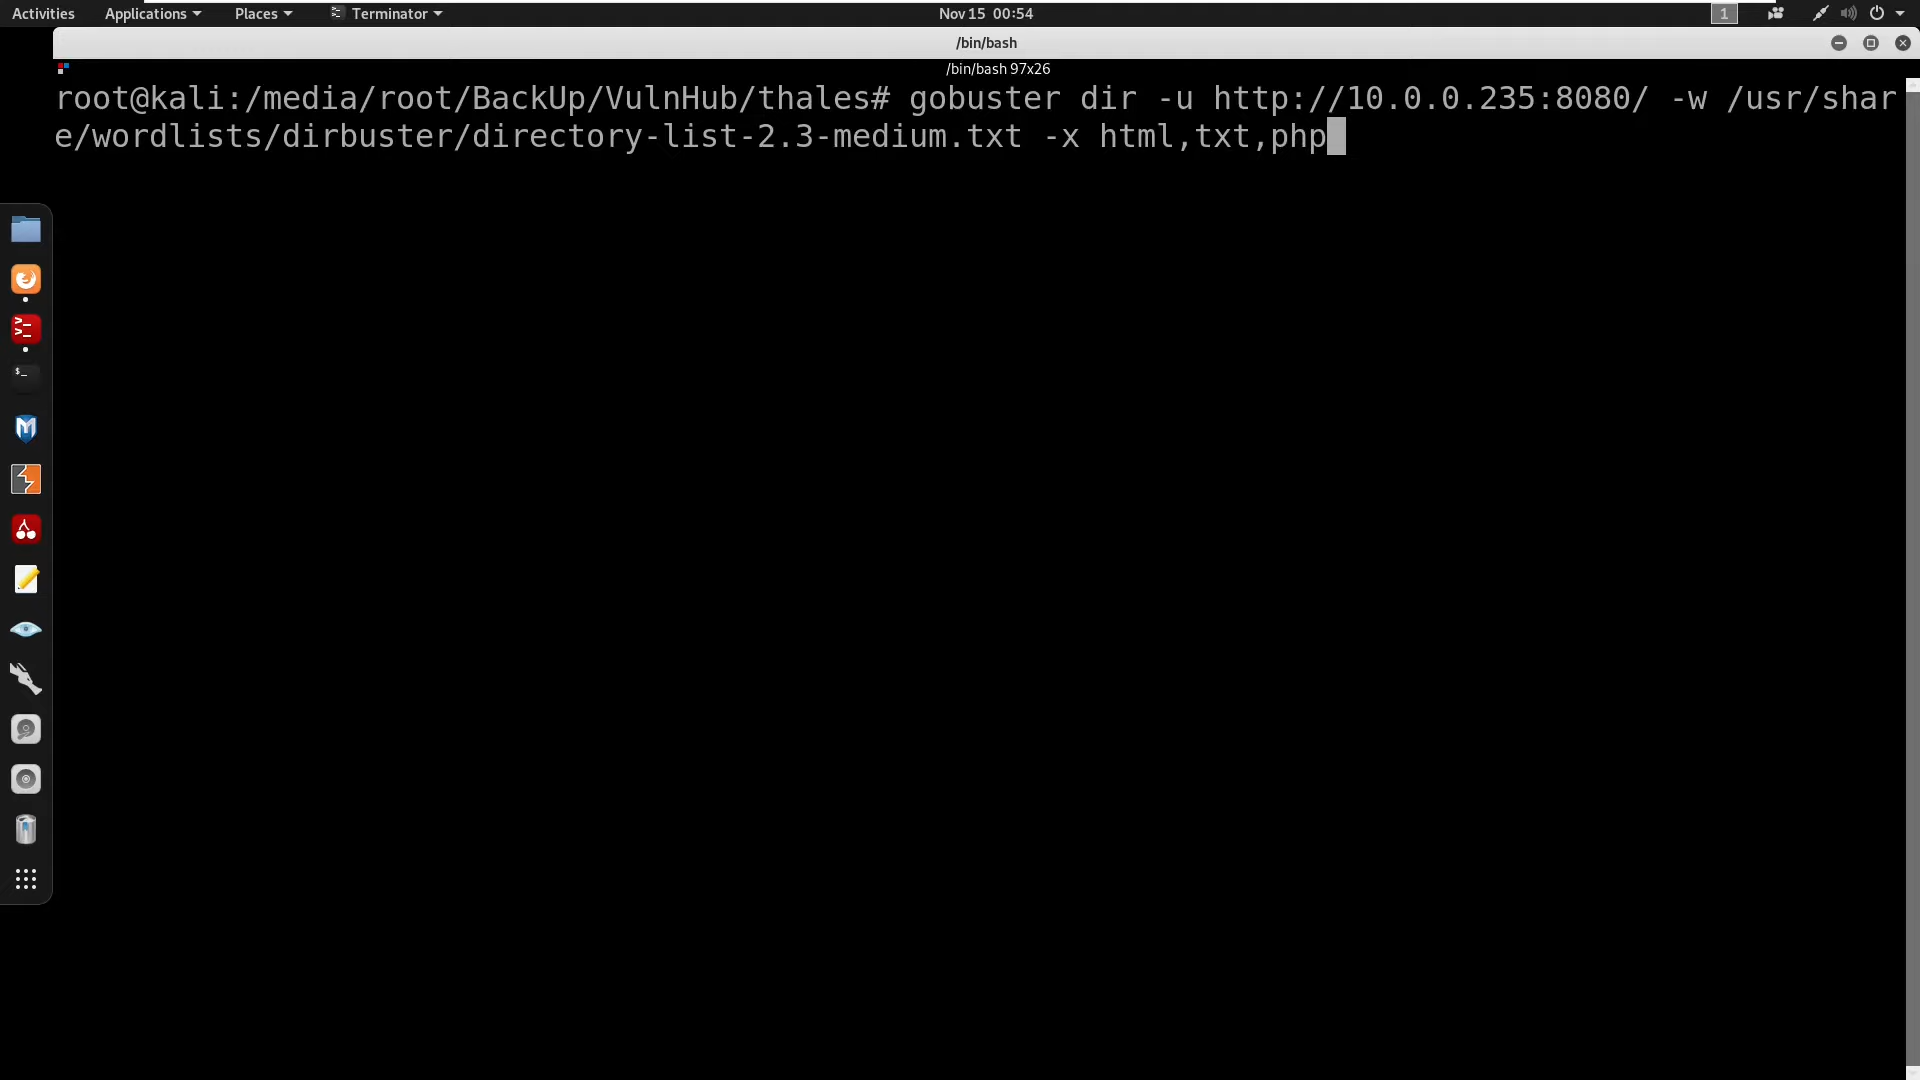 Activities Applications Places Terminator Nov 15 00:54 1
/bin/bash
/bin/bash 97x26
root@kali:/media/root/BackUp/VulnHub/thales# gobuster dir -u http://10.0.0.235:8080/ -w /usr/shar
e/wordlists/dirbuster/directory-list-2.3-medium.txt -x html,txt,php